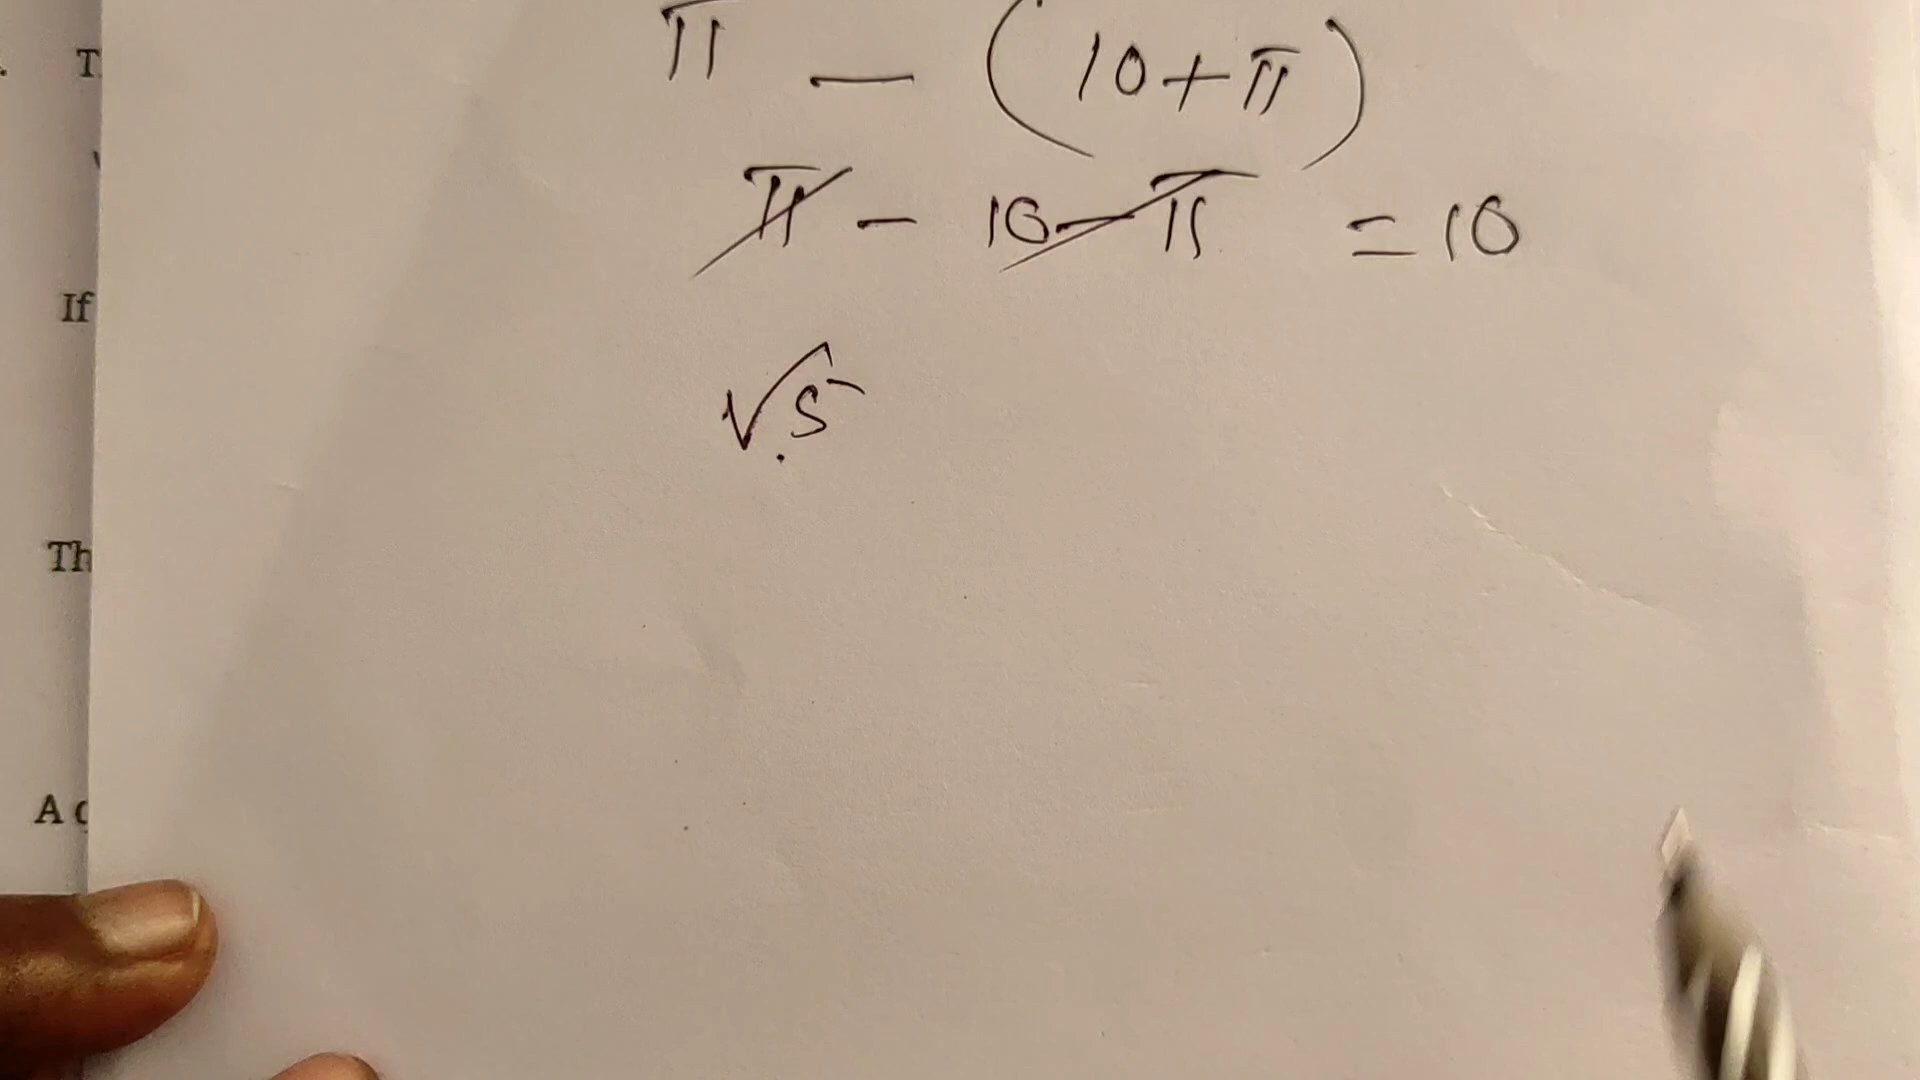 π - (10+π)
π - 10 - π = 10
√5
T
If
Th
A